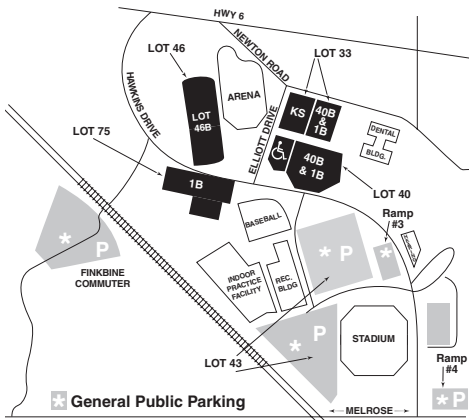 HWY 6
NEWTON ROAD
LOT 46
LOT 33
HAWKINS DRIVE
ARENA
LOT
46B
KS
40B
& 
1B
ELLIOTT DRIVE
DENTAL
BLDG.
LOT 75
1B
40B
& 1B
LOT 40
Ramp
#3
BASEBALL
* P
* P
*
FINKBINE
COMMUTER
INDOOR
PRACTICE
FACILITY
REC.
BLDG
* P
STADIUM
LOT 43
Ramp
#4
* P
* General Public Parking
MELROSE